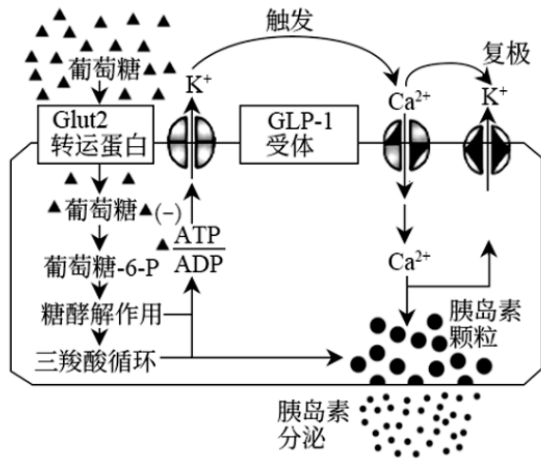 触发
复极
葡萄糖
K⁺
Ca²⁺
K⁺
Glut2
转运蛋白
GLP-1
受体
葡萄糖
(−)
ATP
ADP
葡萄糖-6-P
Ca²⁺
糖酵解作用
三羧酸循环
胰岛素
颗粒
胰岛素
分泌